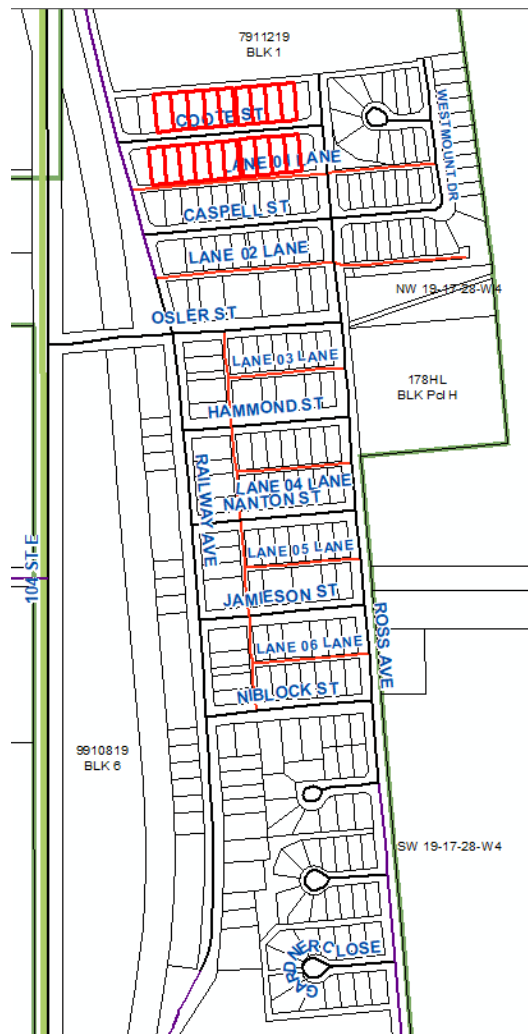 7911219
BLK 1
COOTE ST
WESTMOUNT DR
LANE 01 LANE
CASPELL ST
LANE 02 LANE
NW 19-17-28-W4
OSLER ST
LANE 03 LANE
178HL
BLK Pcl H
HAMMOND ST
RAILWAY AVE
LANE 04 LANE
NANTON ST
104 ST E
LANE 05 LANE
JAMIESON ST
ROSS AVE
LANE 06 LANE
NIBLOCK ST
9910819
BLK 6
SW 19-17-28-W4
GARDNER CLOSE